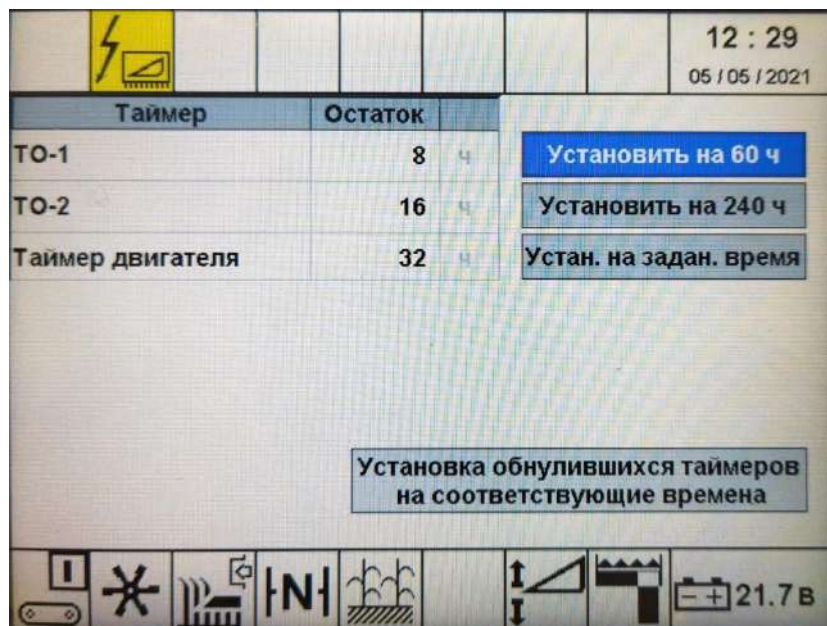 12 : 29
05 / 05 / 2021
Таймер Остаток
ТО-1 8 ч Установить на 60 ч
ТО-2 16 ч Установить на 240 ч
Таймер двигателя 32 ч Устан. на задан. время
Установка обнулившихся таймеров
на соответствующие времена
I N 21.7 В